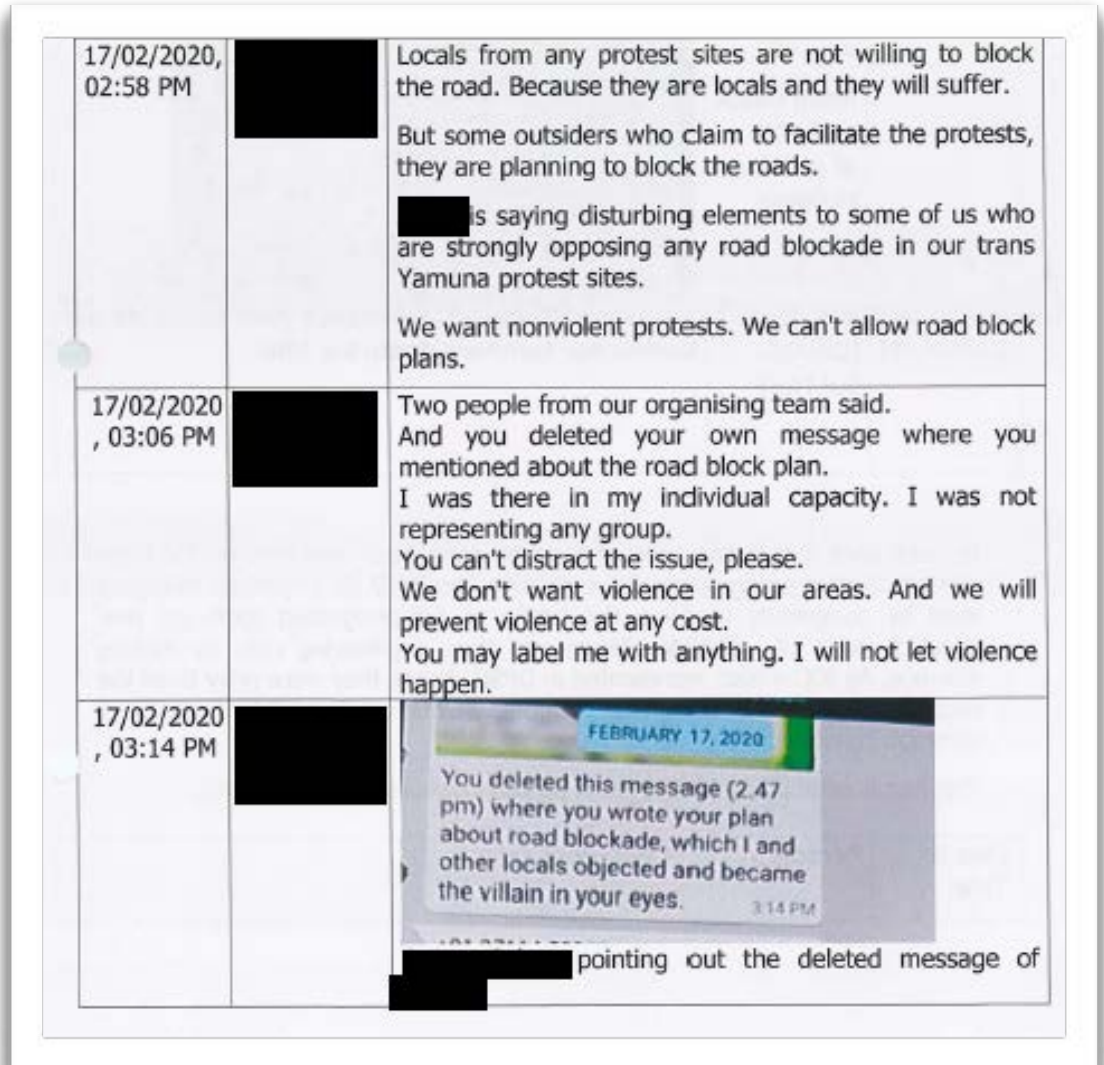 17/02/2020,
02:58 PM
Locals from any protest sites are not willing to block
the road. Because they are locals and they will suffer.
But some outsiders who claim to facilitate the protests,
they are planning to block the roads.
is saying disturbing elements to some of us who
are strongly opposing any road blockade in our trans
Yamuna protest sites.
We want nonviolent protests. We can't allow road block
plans.
17/02/2020
, 03:06 PM
Two people from our organising team said.
And you deleted your own message where you
mentioned about the road block plan.
I was there in my individual capacity. I was not
representing any group.
You can't distract the issue, please.
We don't want violence in our areas. And we will
prevent violence at any cost.
You may label me with anything. I will not let violence
happen.
17/02/2020
, 03:14 PM
FEBRUARY 17, 2020
You deleted this message (2.47
pm) where you wrote your plan
about road blockade, which I and
other locals objected and became
the villain in your eyes.
3:14 PM
pointing out the deleted message of